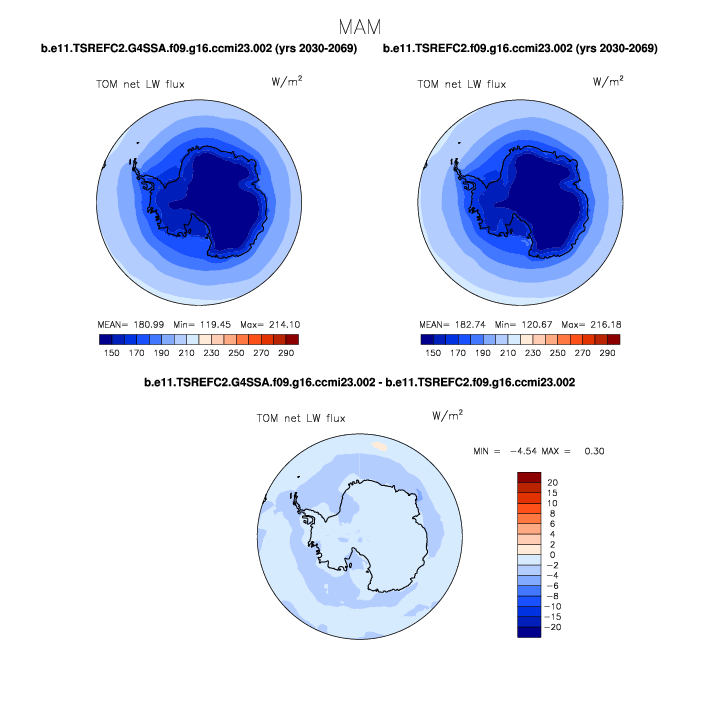 MAM
b.e11.TSREFC2.G4SSA.f09.g16.ccmi23.002 (yrs 2030-2069) b.e11.TSREFC2.f09.g16.ccmi23.002 (yrs 2030-2069)
TOM net LW flux W/m² TOM net LW flux W/m²
MEAN= 180.99 Min= 119.45 Max= 214.10 MEAN= 182.74 Min= 120.67 Max= 216.18
150 170 190 210 230 250 270 290 150 170 190 210 230 250 270 290
b.e11.TSREFC2.G4SSA.f09.g16.ccmi23.002 - b.e11.TSREFC2.f09.g16.ccmi23.002
TOM net LW flux W/m²
MIN = -4.54 MAX = 0.30
20
15
10
8
6
4
2
0
-2
-4
-6
-8
-10
-15
-20